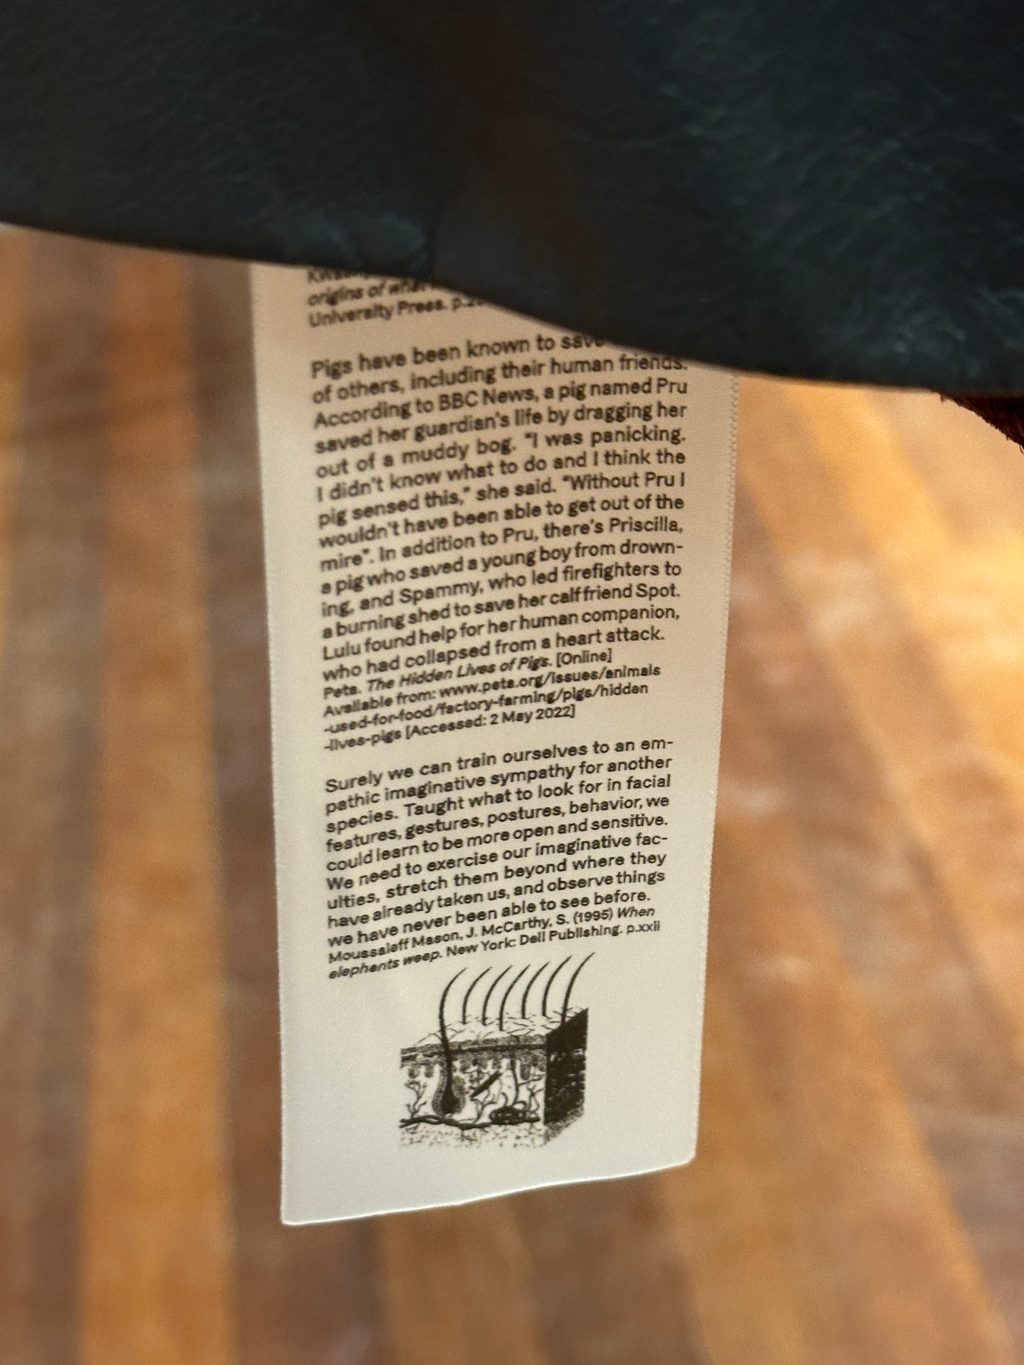 origins of what
University Press.
Pigs have been known to save
of others, including their human friends.
According to BBC News, a pig named Pru
saved her guardian's life by dragging her
out of a muddy bog. "I was panicking.
I didn't know what to do and I think the
pig sensed this," she said. "Without Pru I
wouldn't have been able to get out of the
mire". In addition to Pru, there's Priscilla,
a pig who saved a young boy from drown-
ing, and Spammy, who led firefighters to
a burning shed to save her calf friend Spot.
Lulu found help for her human companion,
who had collapsed from a heart attack.
Peta. The Hidden Lives of Pigs. [Online]
Available from: www.peta.org/issues/animals
-used-for-food/factory-farming/pigs/hidden
-lives-pigs [Accessed: 2 May 2022]
Surely we can train ourselves to an em-
pathic imaginative sympathy for another
species. Taught what to look for in facial
features, gestures, postures, behavior, we
could learn to be more open and sensitive.
We need to exercise our imaginative fac-
ulties, stretch them beyond where they
have already taken us, and observe things
we have never been able to see before.
Moussaieff Mason, J. McCarthy, S. (1995) When
elephants weep. New York: Dell Publishing. p.xxii